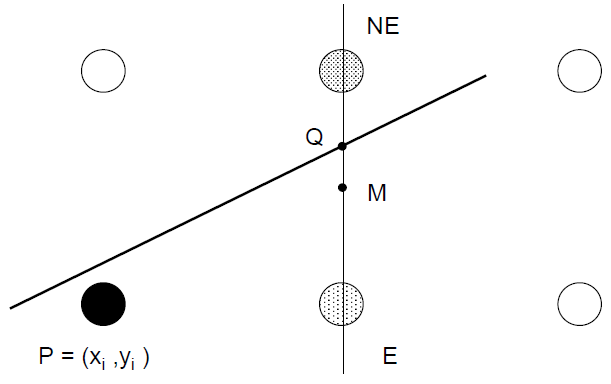 NE
Q
M
P = (xᵢ ,yᵢ )
E